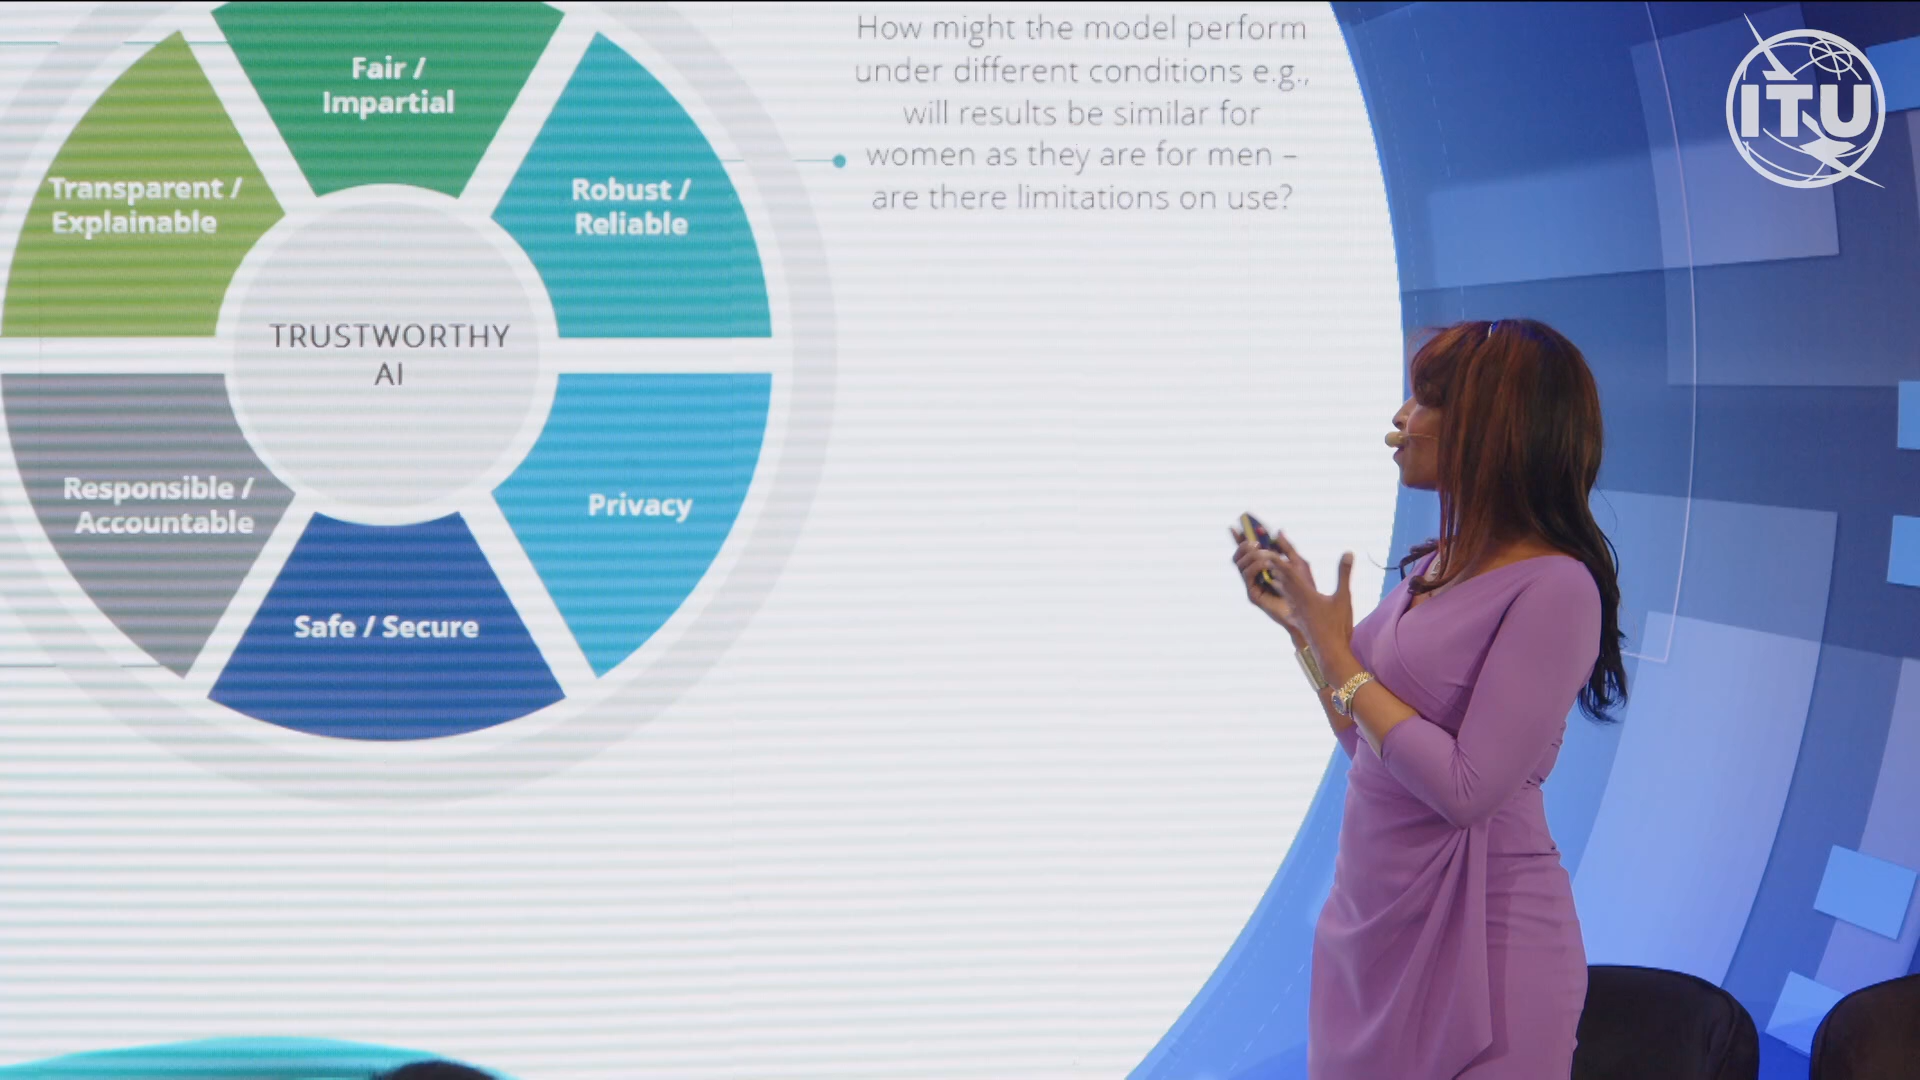 Fair /
Impartial
Transparent /
Explainable
Robust /
Reliable
TRUSTWORTHY
AI
Responsible /
Accountable
Privacy
Safe / Secure
How might the model perform
under different conditions e.g.,
will results be similar for
women as they are for men –
are there limitations on use?
ITU